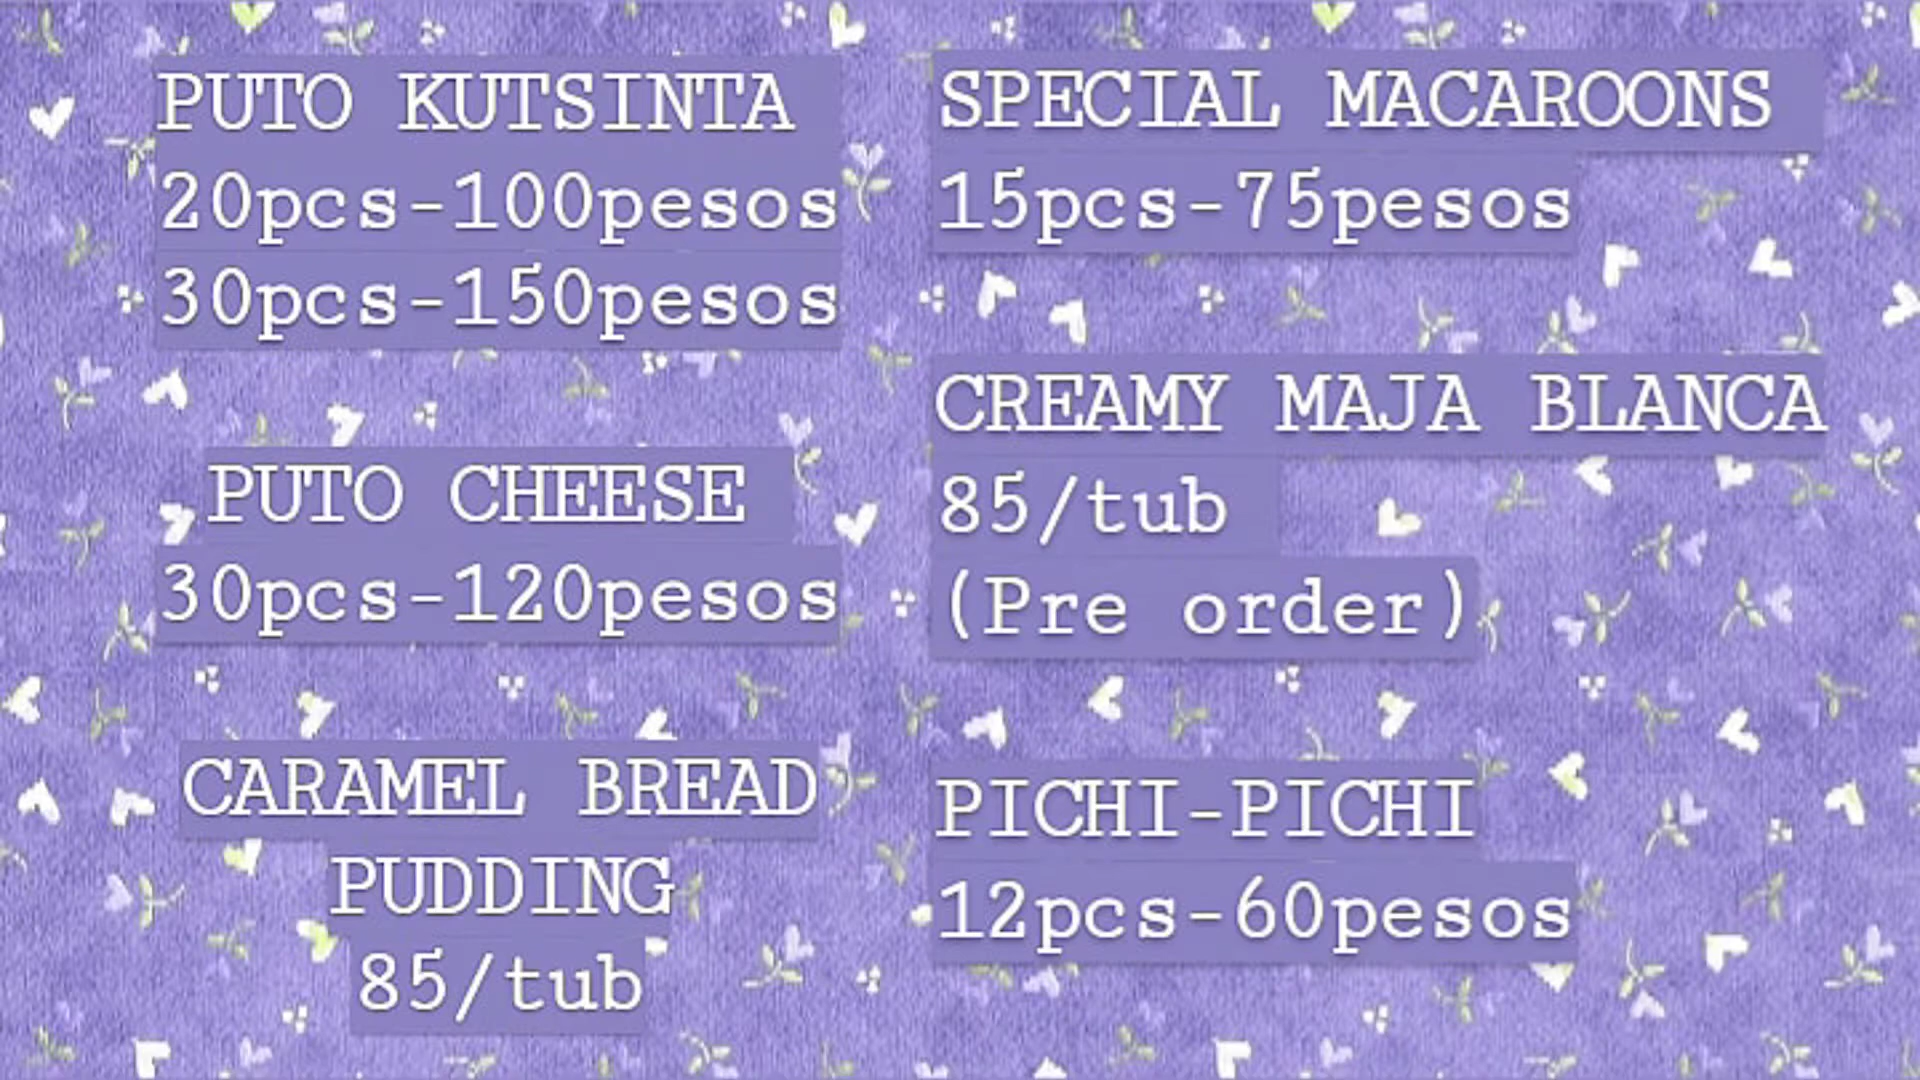 PUTO KUTSINTA
20pcs-100pesos
30pcs-150pesos
PUTO CHEESE
30pcs-120pesos
CARAMEL BREAD
PUDDING
85/tub
SPECIAL MACAROONS
15pcs-75pesos
CREAMY MAJA BLANCA
85/tub
(Pre order)
PICHI-PICHI
12pcs-60pesos